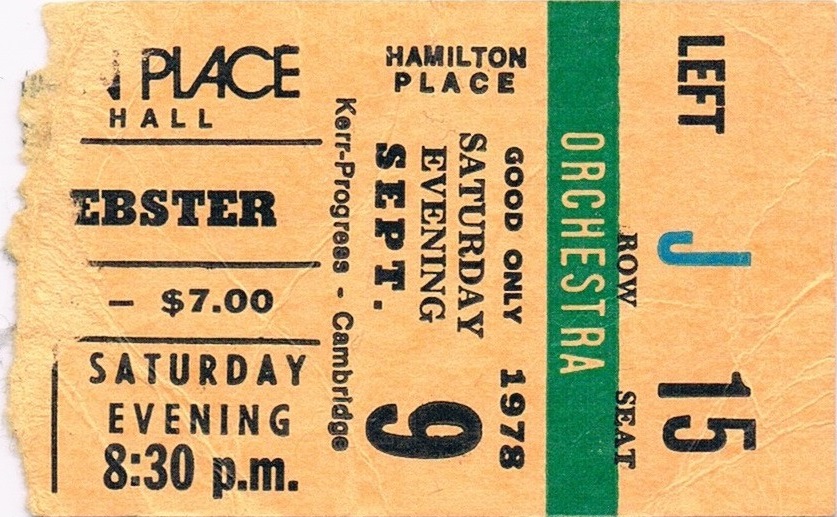 N PLACE
HALL
EBSTER
– $7.00
SATURDAY
EVENING
8:30 p.m.
Kerr-Progress - Cambridge
HAMILTON
PLACE
GOOD ONLY 1978
SATURDAY
EVENING
SEPT. 9
ORCHESTRA
LEFT
ROW J
SEAT 15